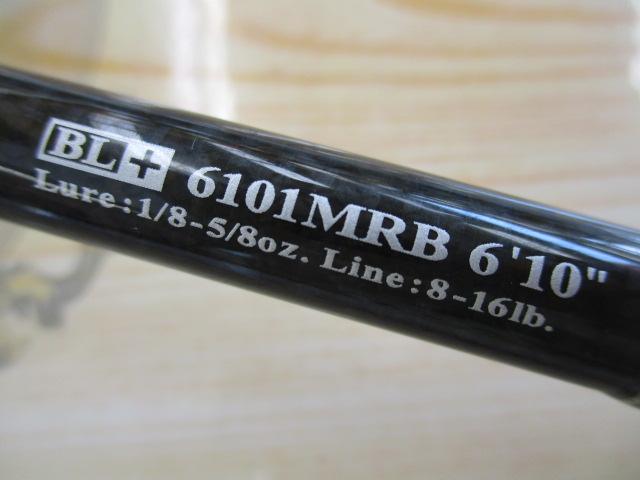 BL+ 6101MRB 6'10"
Lure:1/8-5/8oz. Line:8-16lb.